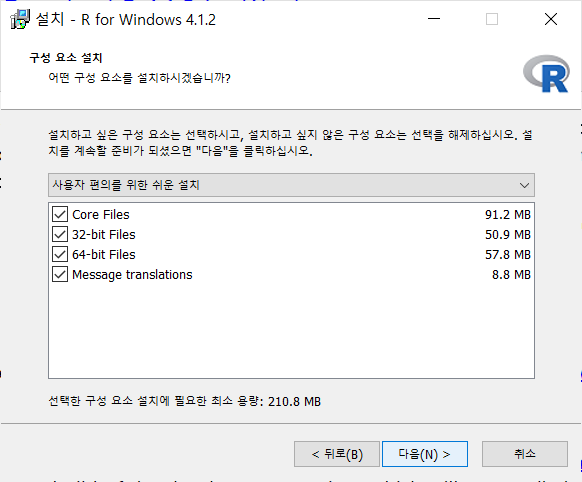 설치 - R for Windows 4.1.2
구성 요소 설치
어떤 구성 요소를 설치하시겠습니까?
R
설치하고 싶은 구성 요소는 선택하시고, 설치하고 싶지 않은 구성 요소는 선택을 해제하십시오. 설
치를 계속할 준비가 되셨으면 "다음"을 클릭하십시오.
사용자 편의를 위한 쉬운 설치
Core Files 91.2 MB
32-bit Files 50.9 MB
64-bit Files 57.8 MB
Message translations 8.8 MB
선택한 구성 요소 설치에 필요한 최소 용량: 210.8 MB
< 뒤로(B) 다음(N) > 취소